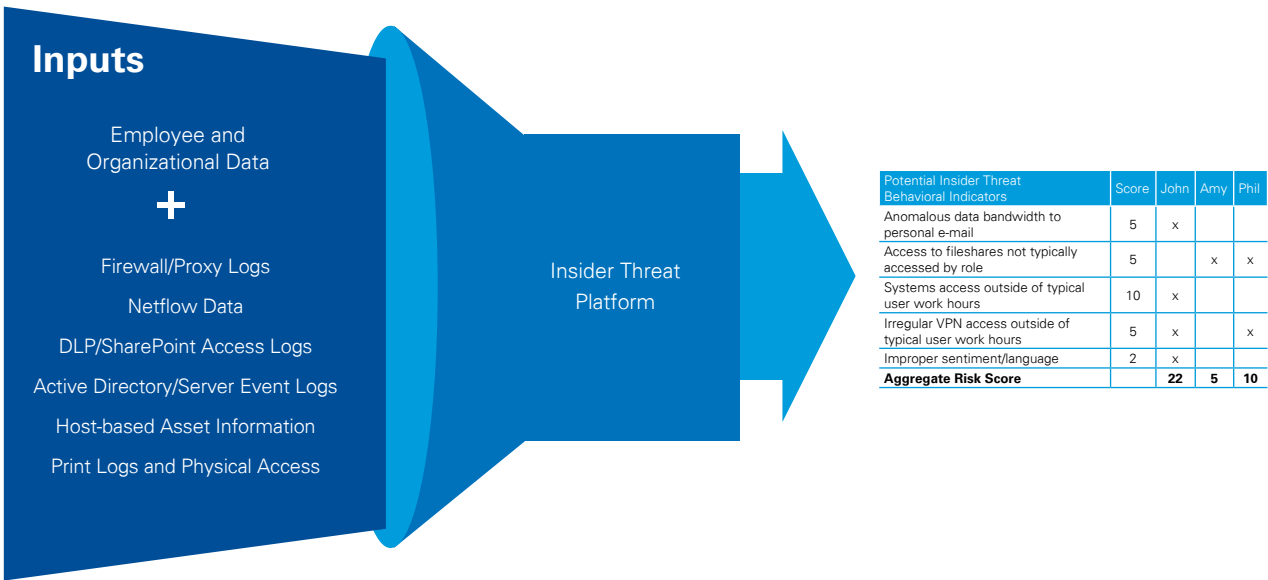 Inputs
Employee and
Organizational Data
+
Firewall/Proxy Logs
Netflow Data
DLP/SharePoint Access Logs
Active Directory/Server Event Logs
Host-based Asset Information
Print Logs and Physical Access
Insider Threat
Platform
Potential Insider Threat
Behavioral Indicators Score John Amy Phil
Anomalous data bandwidth to
personal e-mail 5 x
Access to fileshares not typically
accessed by role 5 x x
Systems access outside of typical
user work hours 10 x
Irregular VPN access outside of
typical user work hours 5 x x
Improper sentiment/language 2 x
Aggregate Risk Score 22 5 10